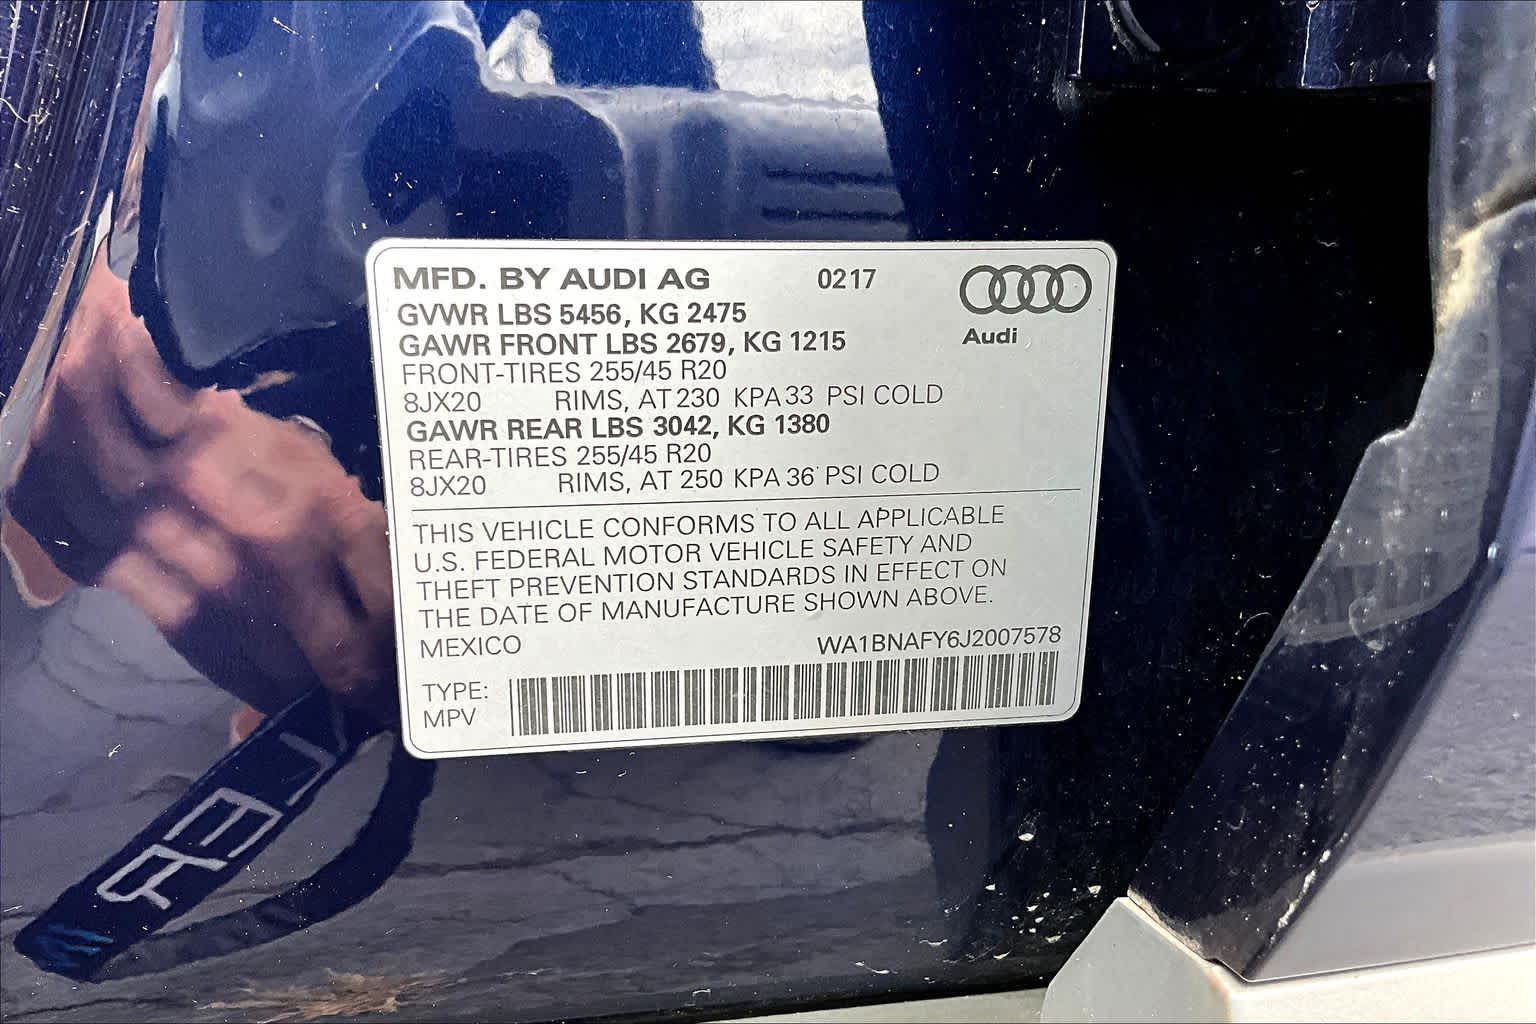 MFD. BY AUDI AG 0217
Audi
GVWR LBS 5456, KG 2475
GAWR FRONT LBS 2679, KG 1215
FRONT-TIRES 255/45 R20
8JX20 RIMS, AT 230 KPA 33 PSI COLD
GAWR REAR LBS 3042, KG 1380
REAR-TIRES 255/45 R20
8JX20 RIMS, AT 250 KPA 36 PSI COLD
THIS VEHICLE CONFORMS TO ALL APPLICABLE
U.S. FEDERAL MOTOR VEHICLE SAFETY AND
THEFT PREVENTION STANDARDS IN EFFECT ON
THE DATE OF MANUFACTURE SHOWN ABOVE.
MEXICO WA1BNAFY6J2007578
TYPE:
MPV